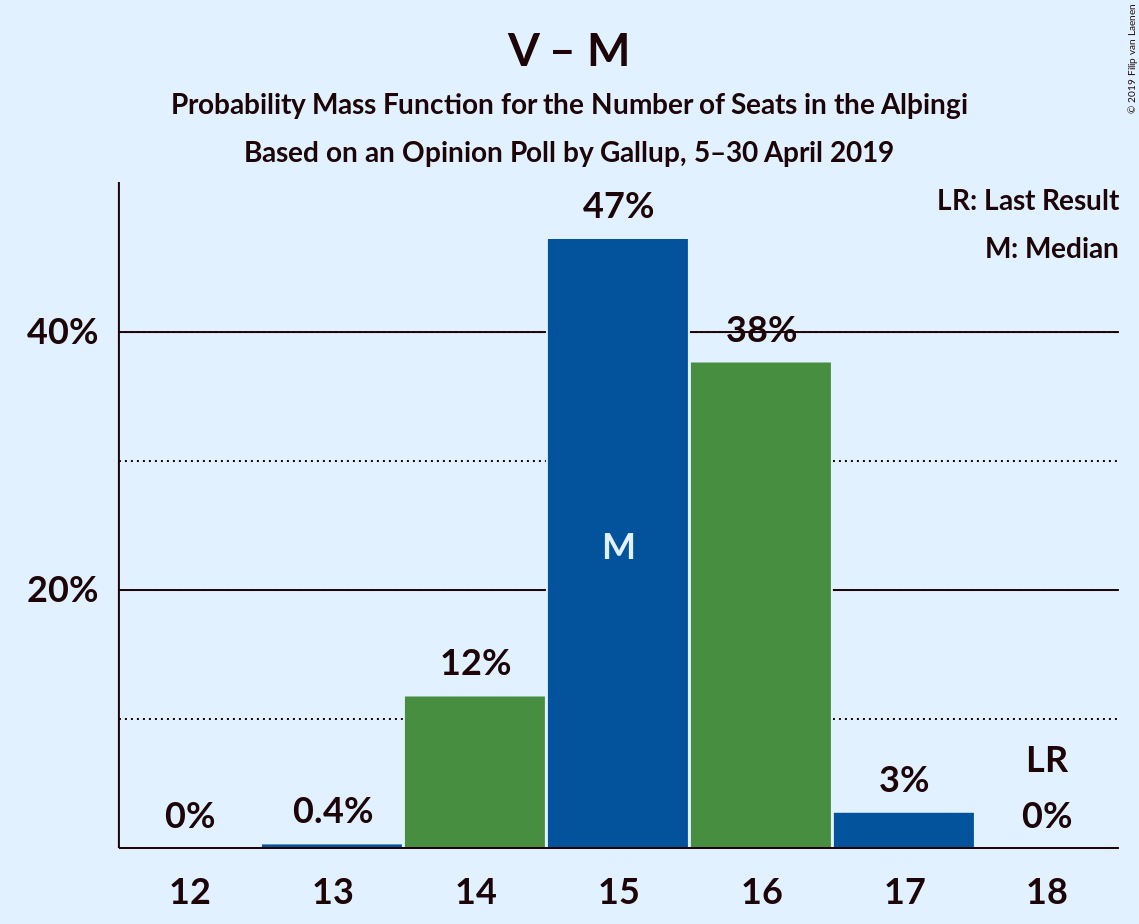 V – M
Probability Mass Function for the Number of Seats in the Alþingi
Based on an Opinion Poll by Gallup, 5–30 April 2019
© 2019 Filip van Laenen
LR: Last Result
M: Median
47%
40%
38%
M
20%
12%
LR
0%
0.4%
3%
0%
12 13 14 15 16 17 18